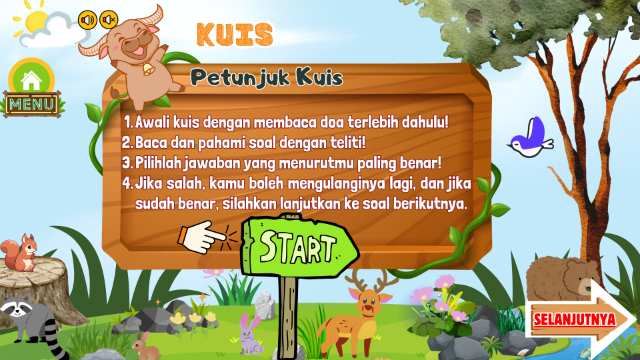 KUIS
Petunjuk Kuis
MENU
1. Awali kuis dengan membaca doa terlebih dahulu!
2. Baca dan pahami soal dengan teliti!
3. Pilihlah jawaban yang menurutmu paling benar!
4. Jika salah, kamu boleh mengulanginya lagi, dan jika
sudah benar, silahkan lanjutkan ke soal berikutnya.
START
SELANJUTNYA